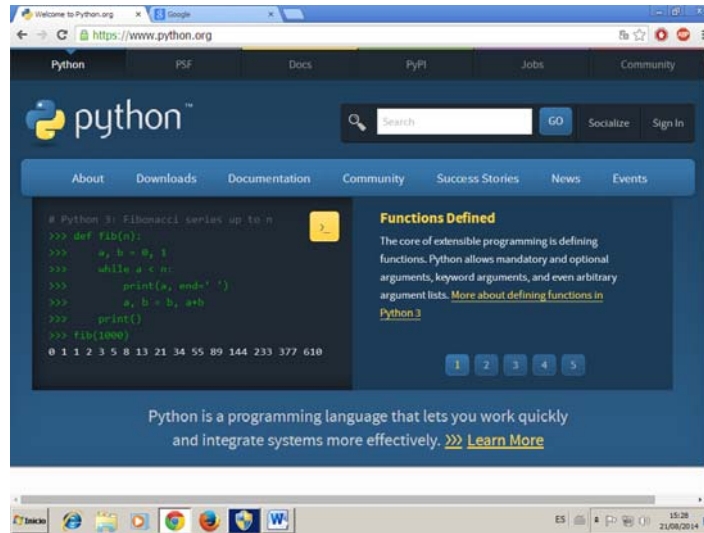 Welcome to Python.org
Google
https://www.python.org
Python PSF Docs PyPI Jobs Community
python™
Search GO Socialize Sign In
About Downloads Documentation Community Success Stories News Events
# Python 3: Fibonacci series up to n
>>> def fib(n):
>>> a, b = 0, 1
>>> while a < n:
>>> print(a, end=' ')
>>> a, b = b, a+b
>>> print()
>>> fib(1000)
0 1 1 2 3 5 8 13 21 34 55 89 144 233 377 610
>_
Functions Defined
The core of extensible programming is defining
functions. Python allows mandatory and optional
arguments, keyword arguments, and even arbitrary
argument lists. More about defining functions in
Python 3
1 2 3 4 5
Python is a programming language that lets you work quickly
and integrate systems more effectively. >>> Learn More
Inicio W ES 15:28
21/08/2014